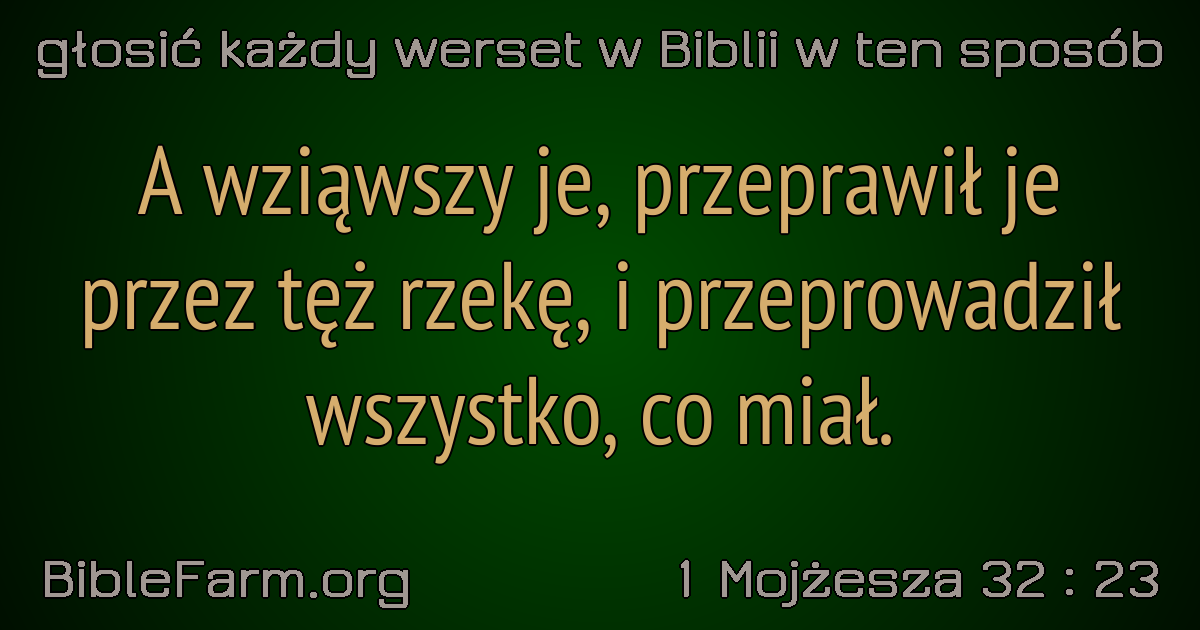 głosić każdy werset w Biblii w ten sposób
A wziąwszy je, przeprawił je
przez tęż rzekę, i przeprowadził
wszystko, co miał.
BibleFarm.org
1 Mojżesza 32 : 23